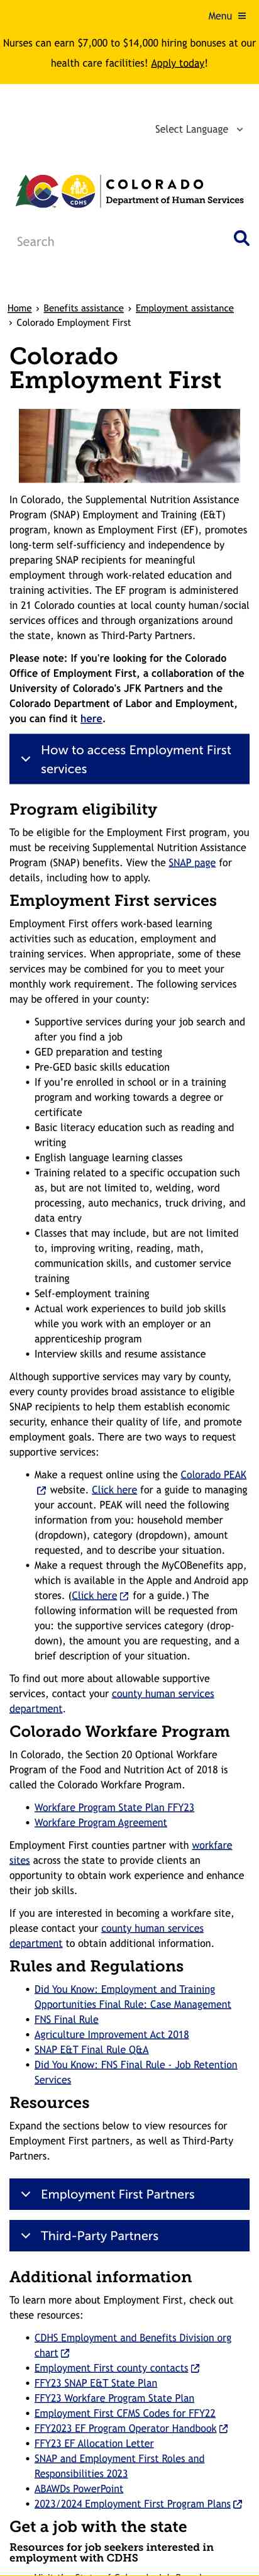 Menu
Nurses can earn $7,000 to $14,000 hiring bonuses at our
health care facilities! Apply today!
Select Language
CDHS
COLORADO
Department of Human Services
Search
Home › Benefits assistance › Employment assistance
› Colorado Employment First
Colorado
Employment First
In Colorado, the Supplemental Nutrition Assistance
Program (SNAP) Employment and Training (E&T)
program, known as Employment First (EF), promotes
long-term self-sufficiency and independence by
preparing SNAP recipients for meaningful
employment through work-related education and
training activities. The EF program is administered
in 21 Colorado counties at local county human/social
services offices and through organizations around
the state, known as Third-Party Partners.
Please note: If you're looking for the Colorado
Office of Employment First, a collaboration of the
University of Colorado's JFK Partners and the
Colorado Department of Labor and Employment,
you can find it here.
How to access Employment First
services
Program eligibility
To be eligible for the Employment First program, you
must be receiving Supplemental Nutrition Assistance
Program (SNAP) benefits. View the SNAP page for
details, including how to apply.
Employment First services
Employment First offers work-based learning
activities such as education, employment and
training services. When appropriate, some of these
services may be combined for you to meet your
monthly work requirement. The following services
may be offered in your county:
• Supportive services during your job search and
after you find a job
• GED preparation and testing
• Pre-GED basic skills education
• If you're enrolled in school or in a training
program and working towards a degree or
certificate
• Basic literacy education such as reading and
writing
• English language learning classes
• Training related to a specific occupation such
as, but are not limited to, welding, word
processing, auto mechanics, truck driving, and
data entry
• Classes that may include, but are not limited
to, improving writing, reading, math,
communication skills, and customer service
training
• Self-employment training
• Actual work experiences to build job skills
while you work with an employer or an
apprenticeship program
• Interview skills and resume assistance
Although supportive services may vary by county,
every county provides broad assistance to eligible
SNAP recipients to help them establish economic
security, enhance their quality of life, and promote
employment goals. There are two ways to request
supportive services:
• Make a request online using the Colorado PEAK
website. Click here for a guide to managing
your account. PEAK will need the following
information from you: household member
(dropdown), category (dropdown), amount
requested, and to describe your situation.
• Make a request through the MyCOBenefits app,
which is available in the Apple and Android app
stores. (Click here for a guide.) The
following information will be requested from
you: the supportive services category (drop-
down), the amount you are requesting, and a
brief description of your situation.
To find out more about allowable supportive
services, contact your county human services
department.
Colorado Workfare Program
In Colorado, the Section 20 Optional Workfare
Program of the Food and Nutrition Act of 2018 is
called the Colorado Workfare Program.
• Workfare Program State Plan FFY23
• Workfare Program Agreement
Employment First counties partner with workfare
sites across the state to provide clients an
opportunity to obtain work experience and enhance
their job skills.
If you are interested in becoming a workfare site,
please contact your county human services
department to obtain additional information.
Rules and Regulations
• Did You Know: Employment and Training
Opportunities Final Rule: Case Management
• FNS Final Rule
• Agriculture Improvement Act 2018
• SNAP E&T Final Rule Q&A
• Did You Know: FNS Final Rule - Job Retention
Services
Resources
Expand the sections below to view resources for
Employment First partners, as well as Third-Party
Partners.
Employment First Partners
Third-Party Partners
Additional information
To learn more about Employment First, check out
these resources:
• CDHS Employment and Benefits Division org
chart
• Employment First county contacts
• FFY23 SNAP E&T State Plan
• FFY23 Workfare Program State Plan
• Employment First CFMS Codes for FFY22
• FFY2023 EF Program Operator Handbook
• FFY23 EF Allocation Letter
• SNAP and Employment First Roles and
Responsibilities 2023
• ABAWDs PowerPoint
• 2023/2024 Employment First Program Plans
Get a job with the state
Resources for job seekers interested in
employment with CDHS